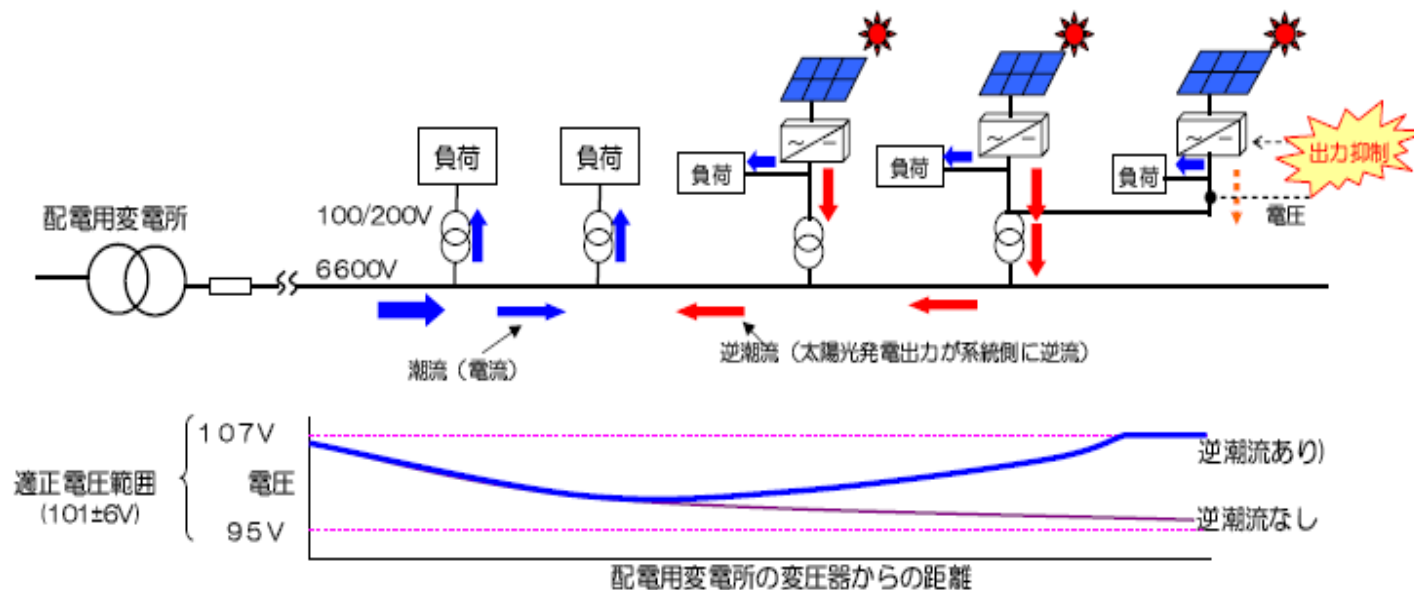 負荷
負荷
負荷
負荷
負荷
出力抑制
電圧
配電用変電所
100/200V
6600V
潮流（電流）
逆潮流（太陽光発電出力が系統側に逆流）
107V
適正電圧範囲
(101±6V)
電圧
95V
逆潮流あり)
逆潮流なし
配電用変電所の変圧器からの距離